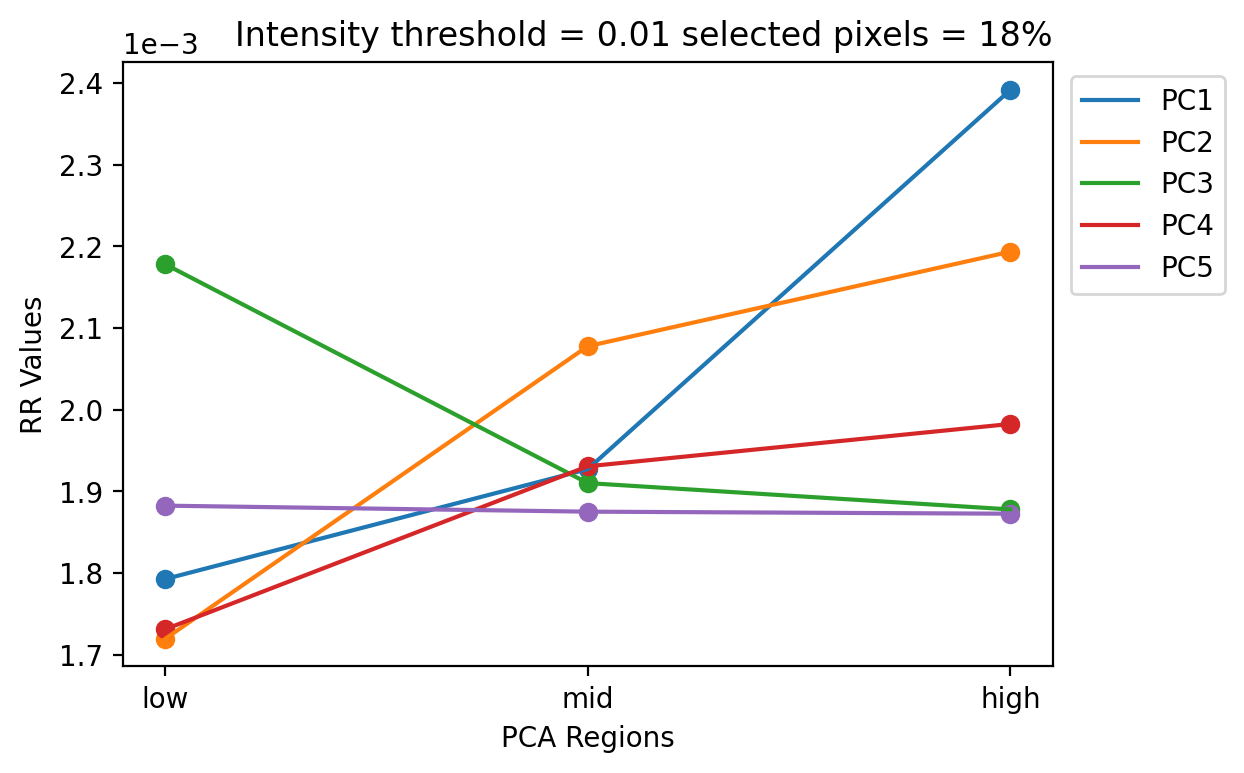 Intensity threshold = 0.01 selected pixels = 18%
1e−3
2.4
2.3
2.2
2.1
2.0
1.9
1.8
1.7
RR Values
low
mid
high
PCA Regions
PC1
PC2
PC3
PC4
PC5